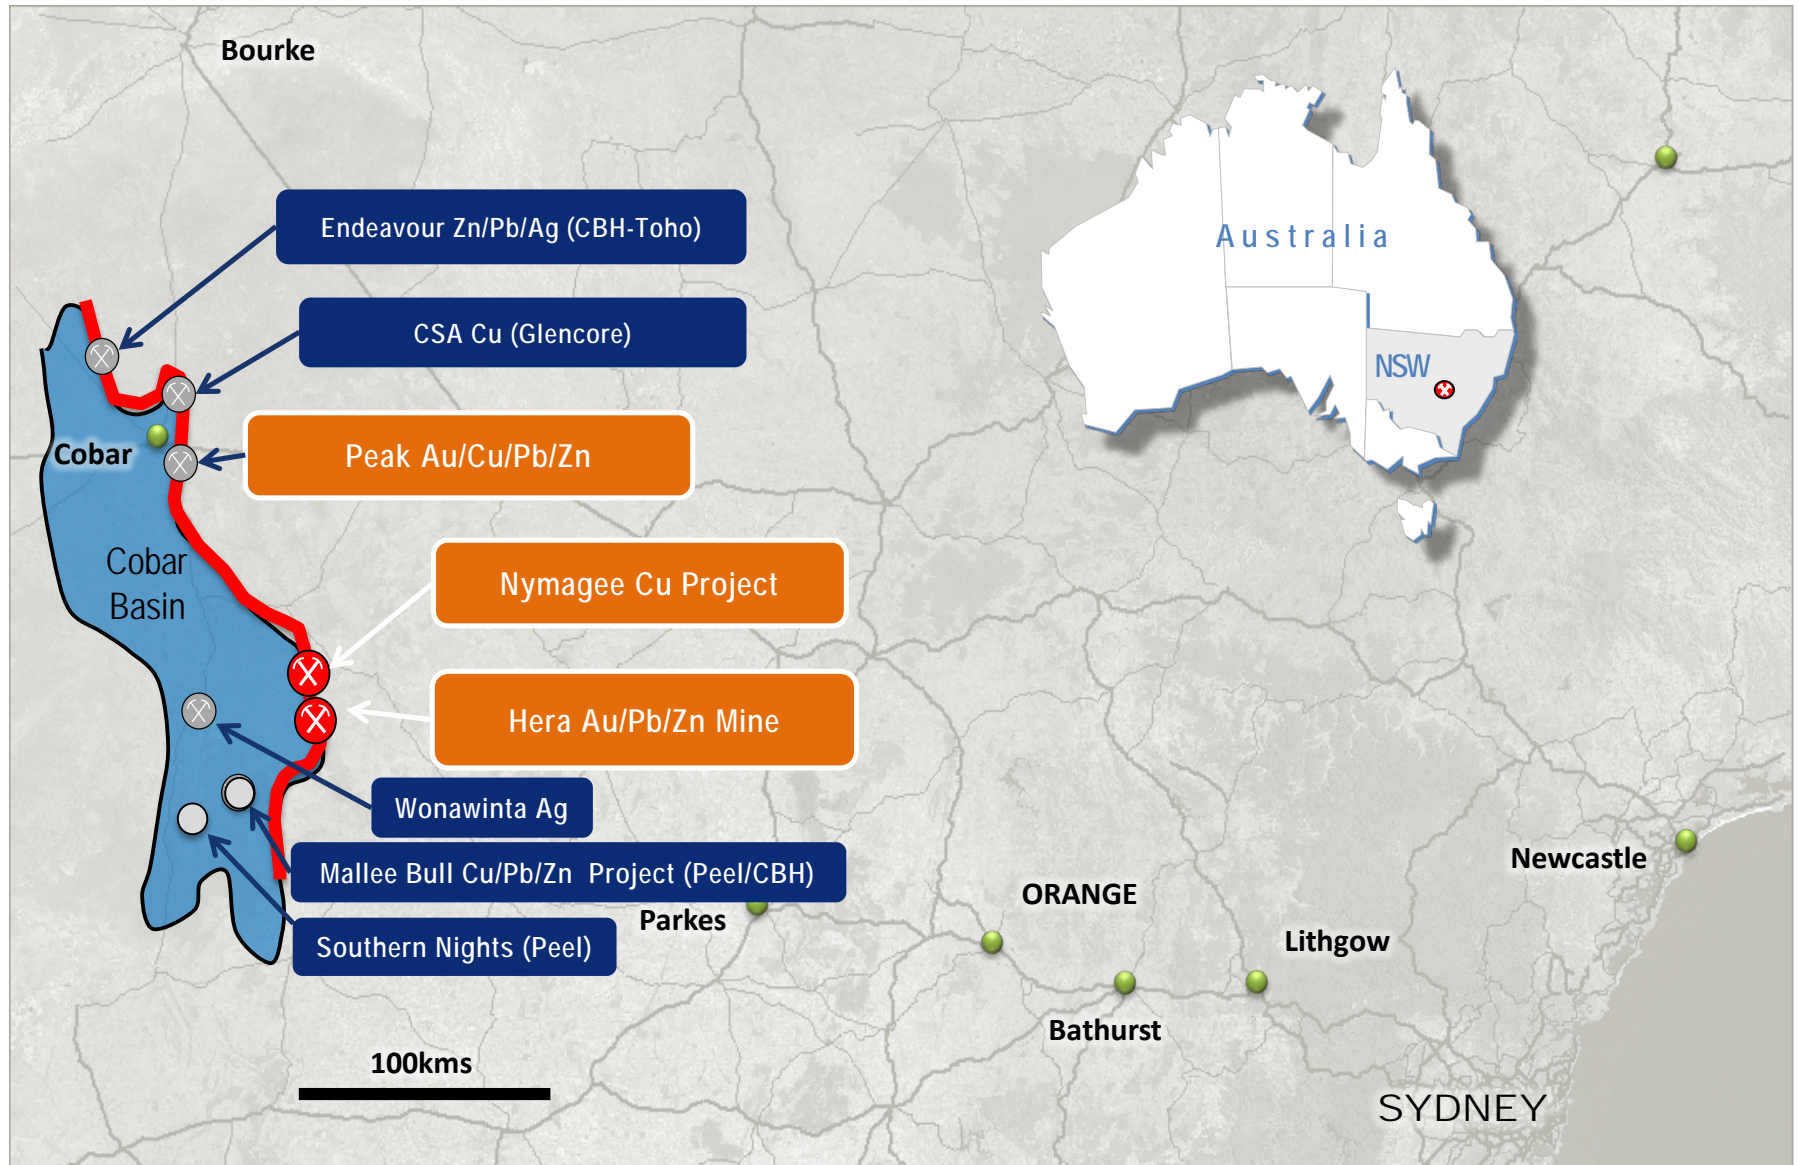 Bourke
Endeavour Zn/Pb/Ag (CBH-Toho)
Australia
CSA Cu (Glencore)
NSW
Cobar
Peak Au/Cu/Pb/Zn
Cobar
Basin
Nymagee Cu Project
Hera Au/Pb/Zn Mine
Wonawinta Ag
Mallee Bull Cu/Pb/Zn Project (Peel/CBH)
Newcastle
ORANGE
Parkes
Southern Nights (Peel)
Lithgow
Bathurst
100kms
SYDNEY